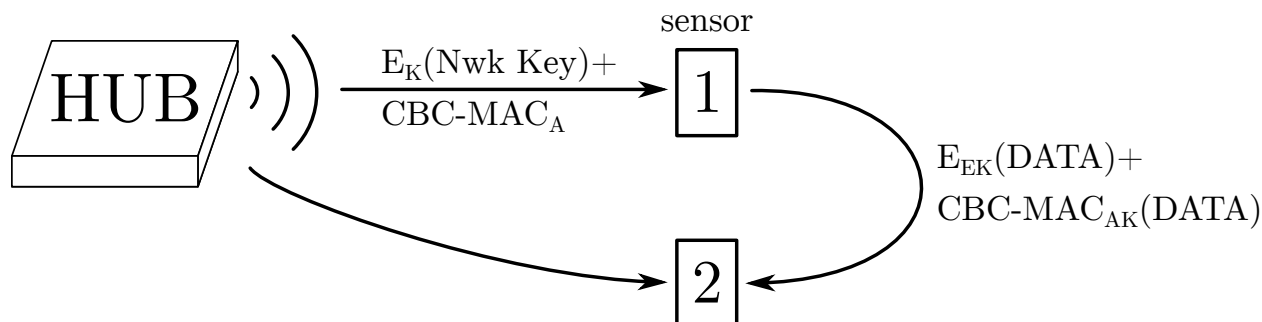 sensor
HUB
E_K(Nwk Key)+
CBC-MAC_A
1
E_EK(DATA)+
CBC-MAC_AK(DATA)
2